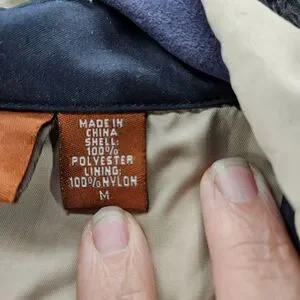 MADE IN
CHINA
SHELL:
100%
POLYESTER
LINING:
100%NYLON
M